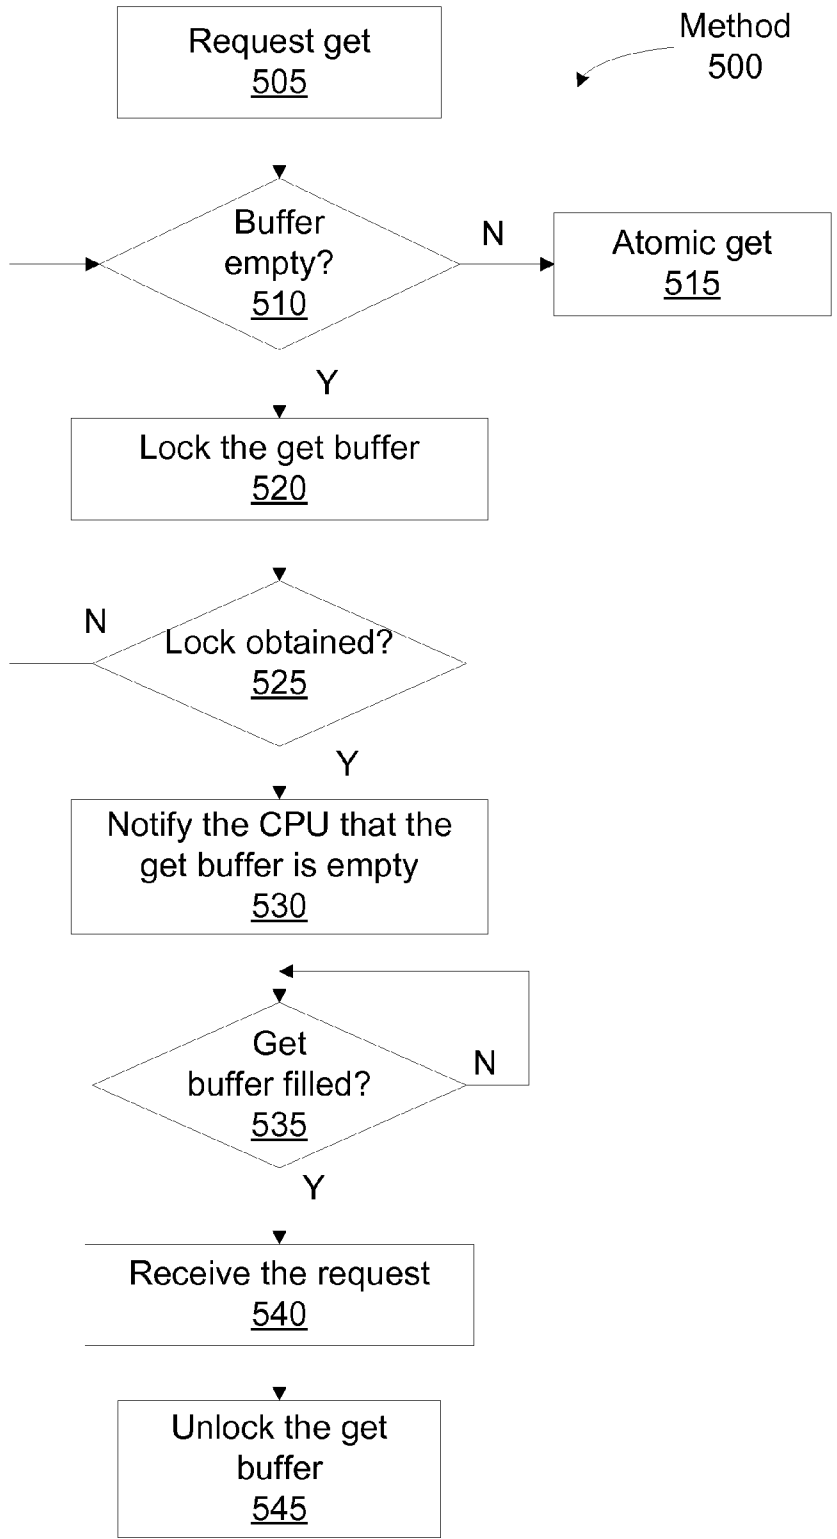 Request get
505
Method
500
Buffer
empty?
510
N
Atomic get
515
Y
Lock the get buffer
520
N
Lock obtained?
525
Y
Notify the CPU that the
get buffer is empty
530
Get
buffer filled?
535
N
Y
Receive the request
540
Unlock the get
buffer
545